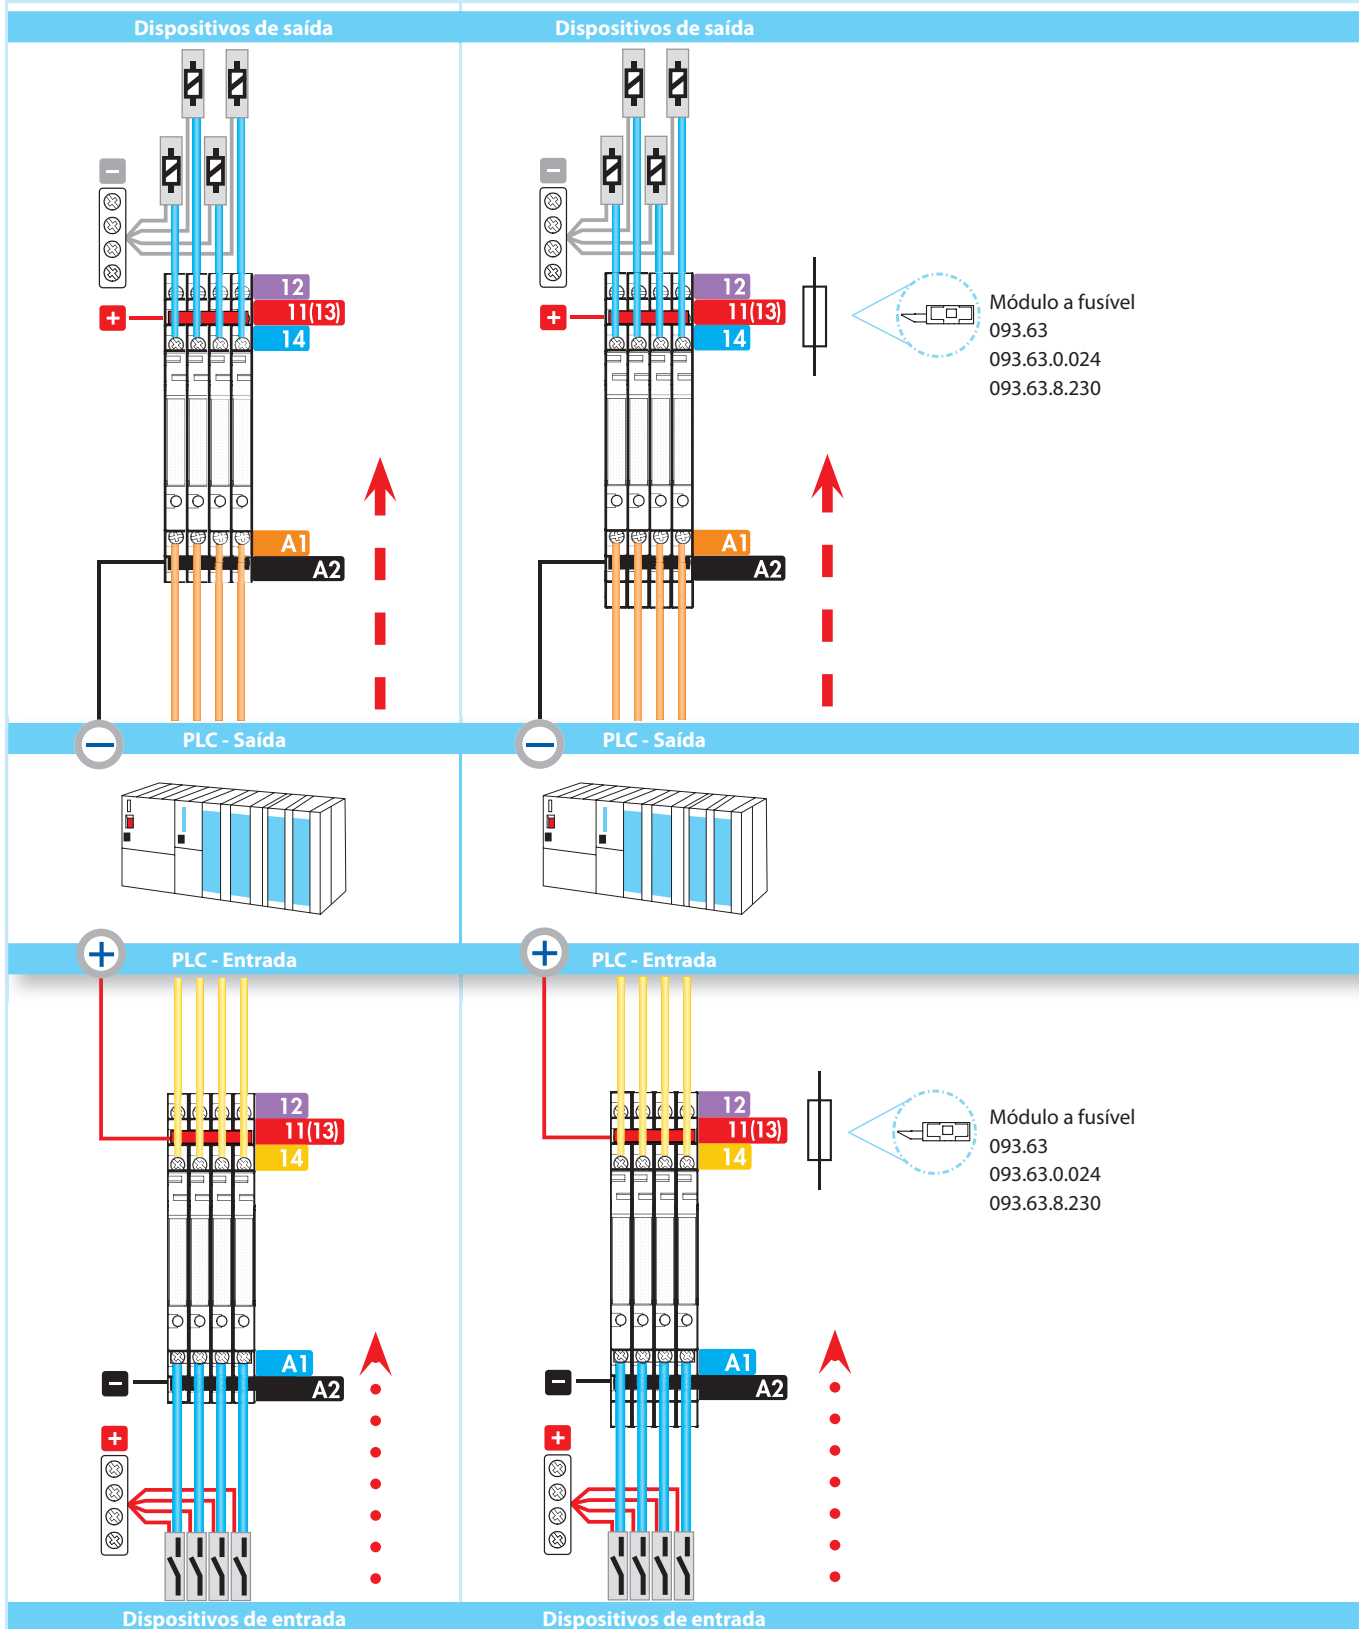 Dispositivos de saída
Dispositivos de saída
12
11(13)
14
A1
A2
12
11(13)
14
A1
A2
Módulo a fusível
093.63
093.63.0.024
093.63.8.230
PLC - Saída
PLC - Saída
PLC - Entrada
PLC - Entrada
12
11(13)
14
A1
A2
12
11(13)
14
A1
A2
Módulo a fusível
093.63
093.63.0.024
093.63.8.230
Dispositivos de entrada
Dispositivos de entrada